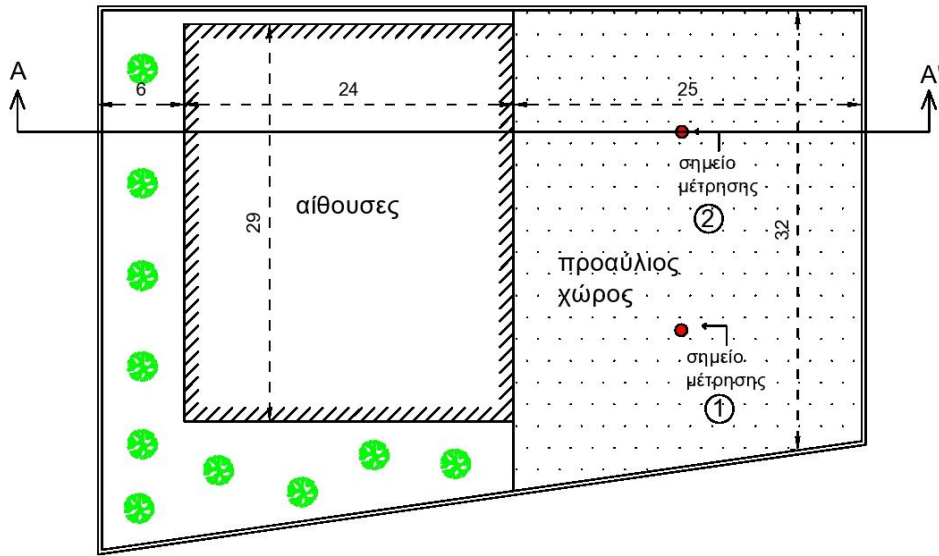 A
A'
6
24
25
σημείο
μέτρησης
2
29
αίθουσες
32
προαύλιος
χώρος
σημείο
μέτρησης
1